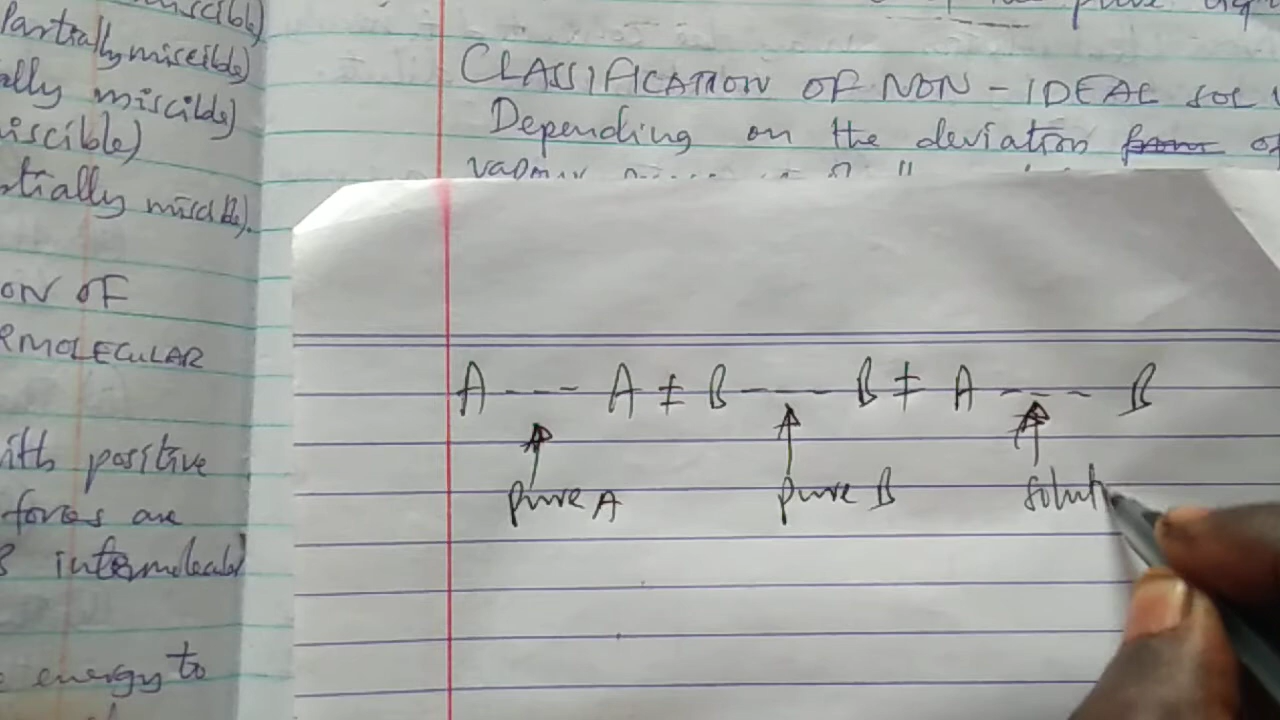 Partially miscible)
ally miscible)
iscible)
rtially miscible).
ON OF
RMOLECULAR
ith positive
forces are
B intermolecular
energy to
CLASSIFICATION OF NON-IDEAL SOL
Depending on the deviation of
A --- A ≠ B --- B ≠ A --- B
pure A pure B solut